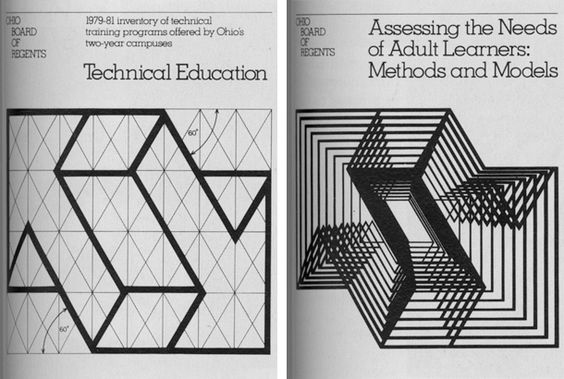 OHIO
BOARD
OF
REGENTS
1979-81 inventory of technical
training programs offered by Ohio's
two-year campuses
Technical Education
60°
60°
OHIO
BOARD
OF
REGENTS
Assessing the Needs
of Adult Learners:
Methods and Models